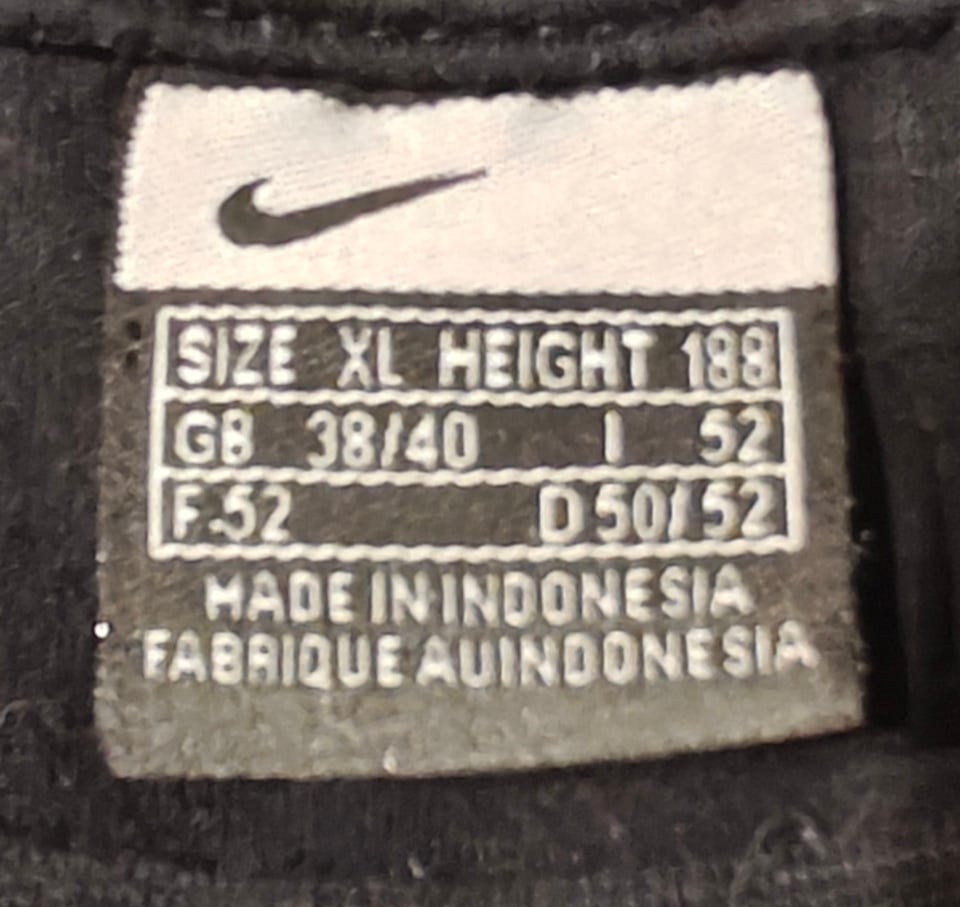 SIZE XL HEIGHT 188
GB 38/40 I 52
F.52 D 50/52
MADE IN INDONESIA
FABRIQUE AU INDONESIA